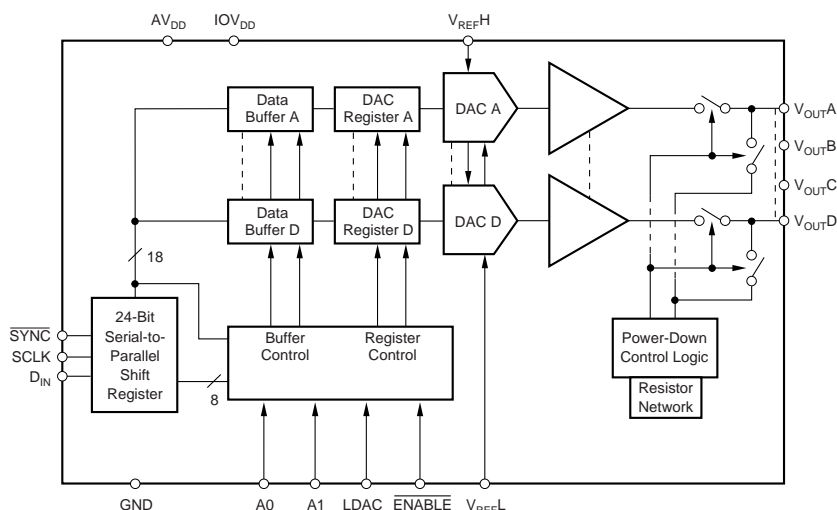 AVDD IOVDD VREFH
Data
Buffer A
DAC
Register A
DAC A
VOUTA
VOUTB
VOUTC
Data
Buffer D
DAC
Register D
DAC D
VOUTD
18
24-Bit
Serial-to-
Parallel
Shift
Register
SYNC
SCLK
DIN
Buffer
Control
Register
Control
8
Power-Down
Control Logic
Resistor
Network
GND A0 A1 LDAC ENABLE VREFL